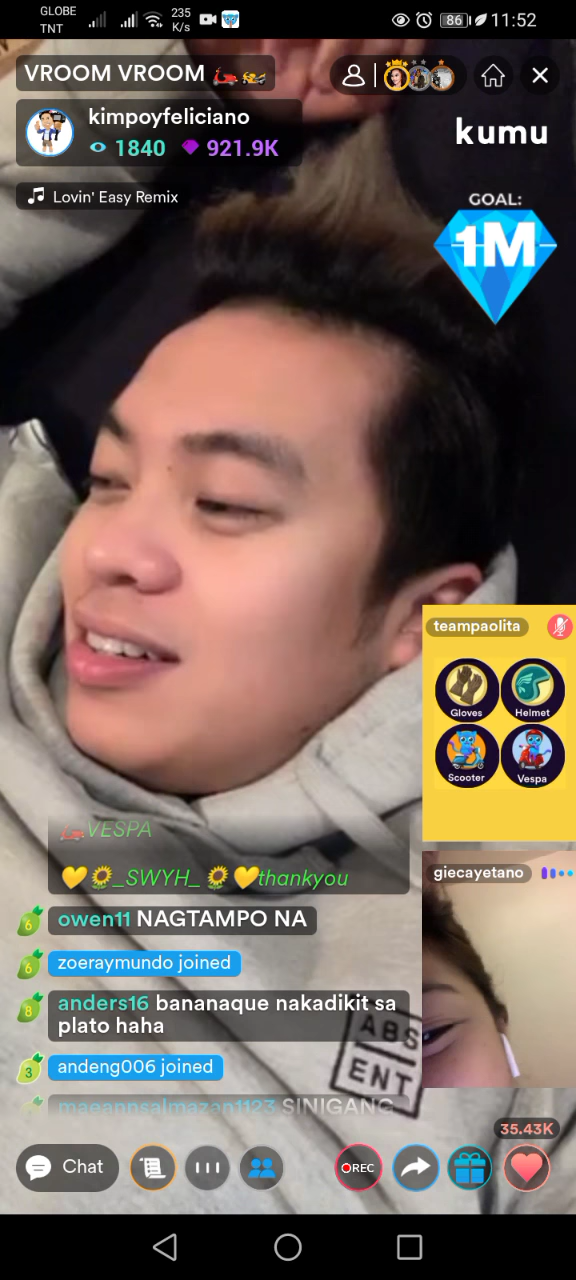 GLOBE
TNT
235
K/s
86
11:52
VROOM VROOM
kimpoyfeliciano
1840
921.9K
kumu
Lovin' Easy Remix
GOAL:
1M
teampaolita
Gloves
Helmet
Scooter
Vespa
VESPA
_SWYH_ thankyou
giecayetano
6
owen11 NAGTAMPO NA
6
zoeraymundo joined
8
anders16 bananaque nakadikit sa
plato haha
ABS
ENT
3
andeng006 joined
maeannsalmazan1123 SINIGANG
35.43K
Chat
REC